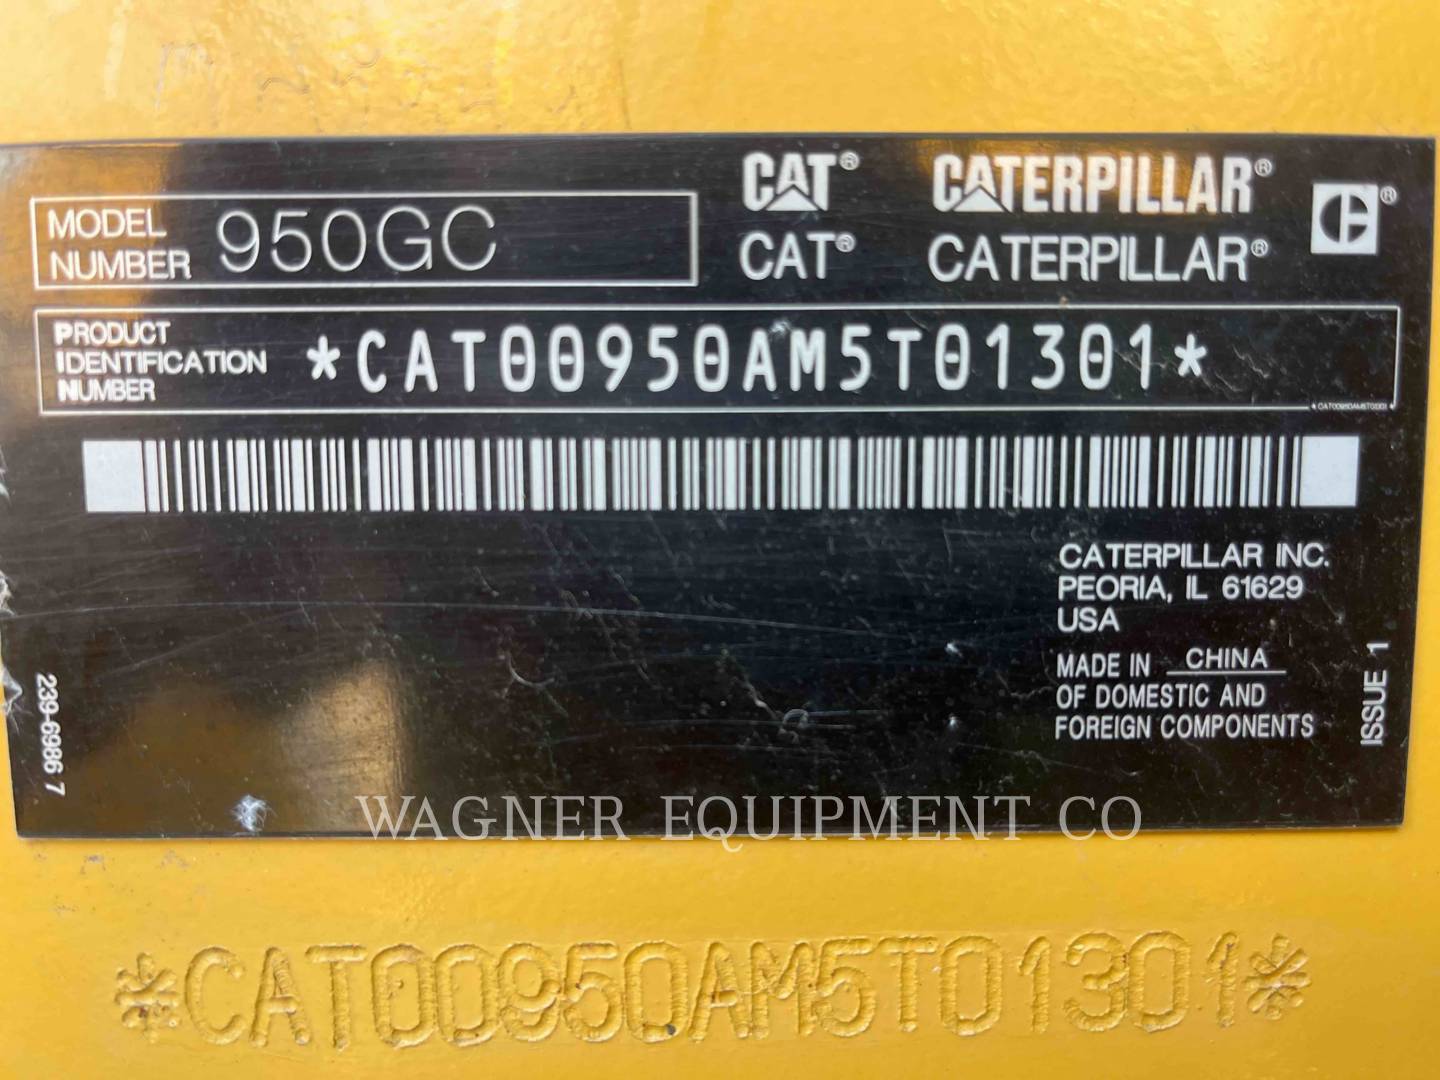 MODEL NUMBER 950GC
CAT® CATERPILLAR®
CAT® CATERPILLAR® ®
PRODUCT IDENTIFICATION NUMBER *CAT00950AM5T01301*
*CAT00950AM5T01301*
CATERPILLAR INC.
PEORIA, IL 61629
USA
MADE IN CHINA
OF DOMESTIC AND
FOREIGN COMPONENTS
ISSUE 1
239-6986 7
WAGNER EQUIPMENT CO
*CAT00950AM5T01301*